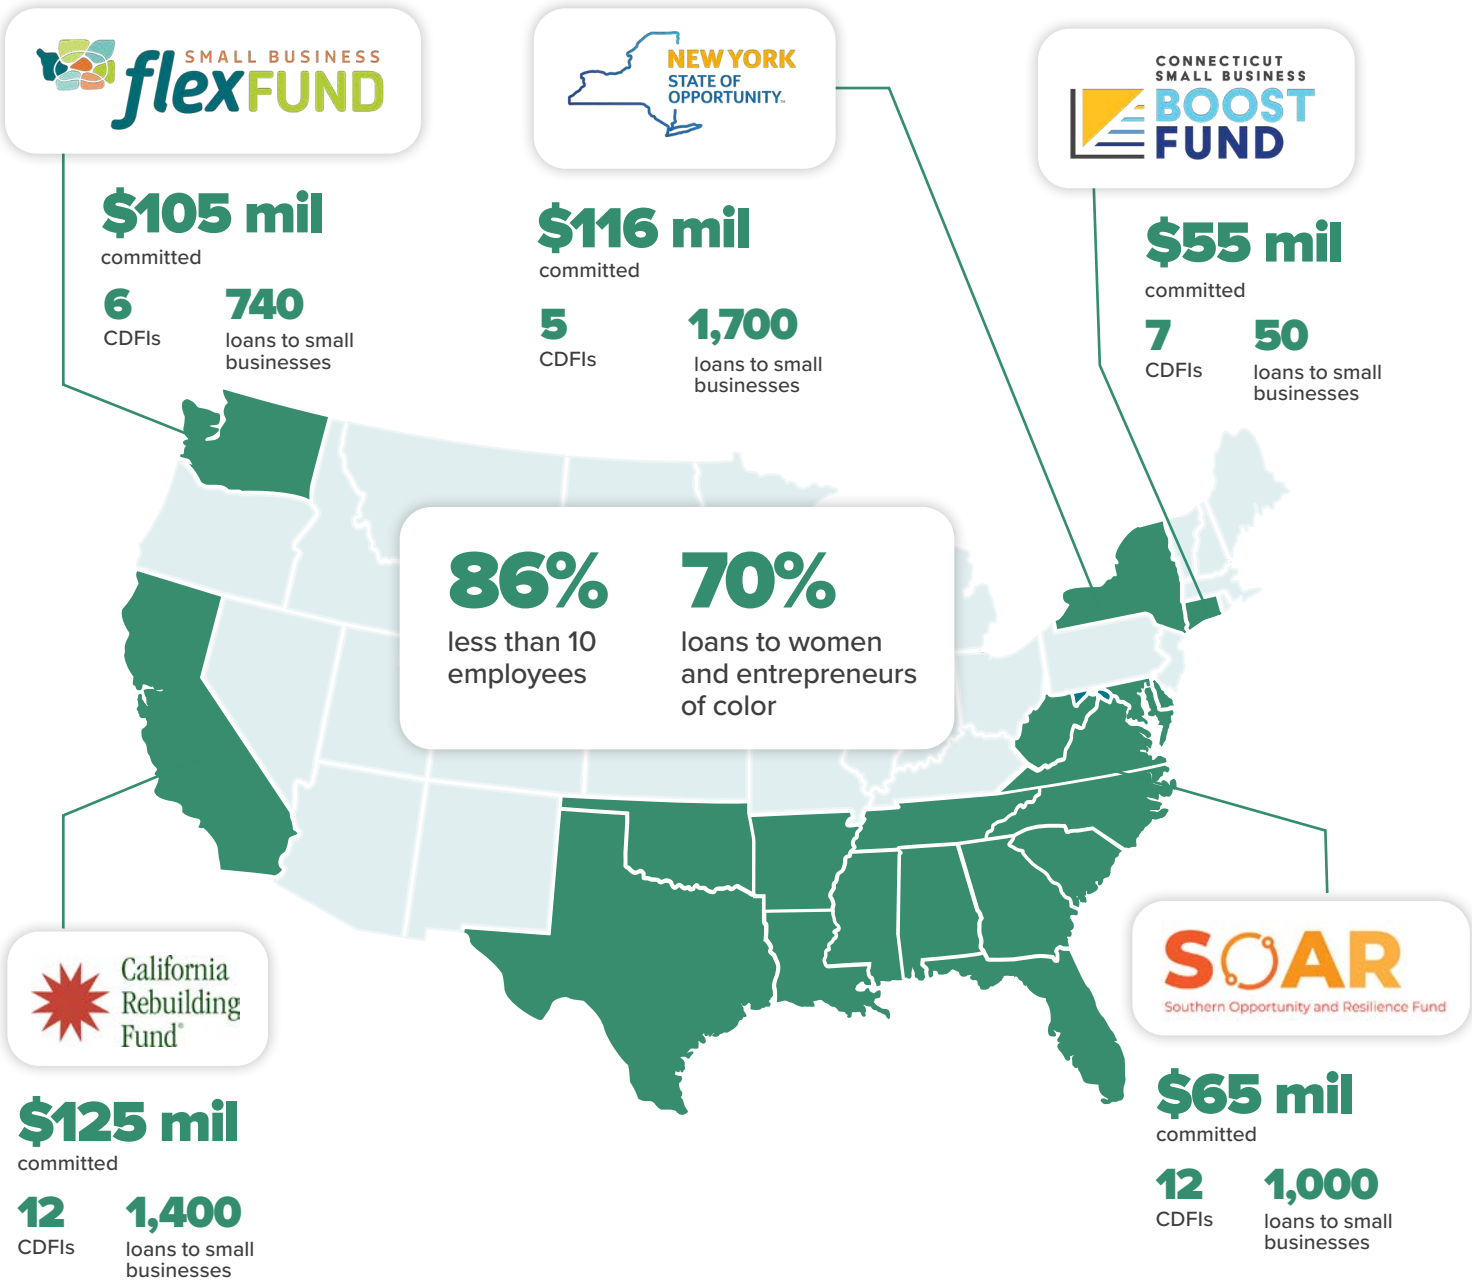 SMALL BUSINESS
flexFUND
$105 mil
committed
6
CDFIs
740
loans to small
businesses
NEW YORK
STATE OF
OPPORTUNITY™
$116 mil
committed
5
CDFIs
1,700
loans to small
businesses
CONNECTICUT
SMALL BUSINESS
BOOST
FUND
$55 mil
committed
7
CDFIs
50
loans to small
businesses
86%
less than 10
employees
70%
loans to women
and entrepreneurs
of color
California
Rebuilding
Fund®
$125 mil
committed
12
CDFIs
1,400
loans to small
businesses
SOAR
Southern Opportunity and Resilience Fund
$65 mil
committed
12
CDFIs
1,000
loans to small
businesses